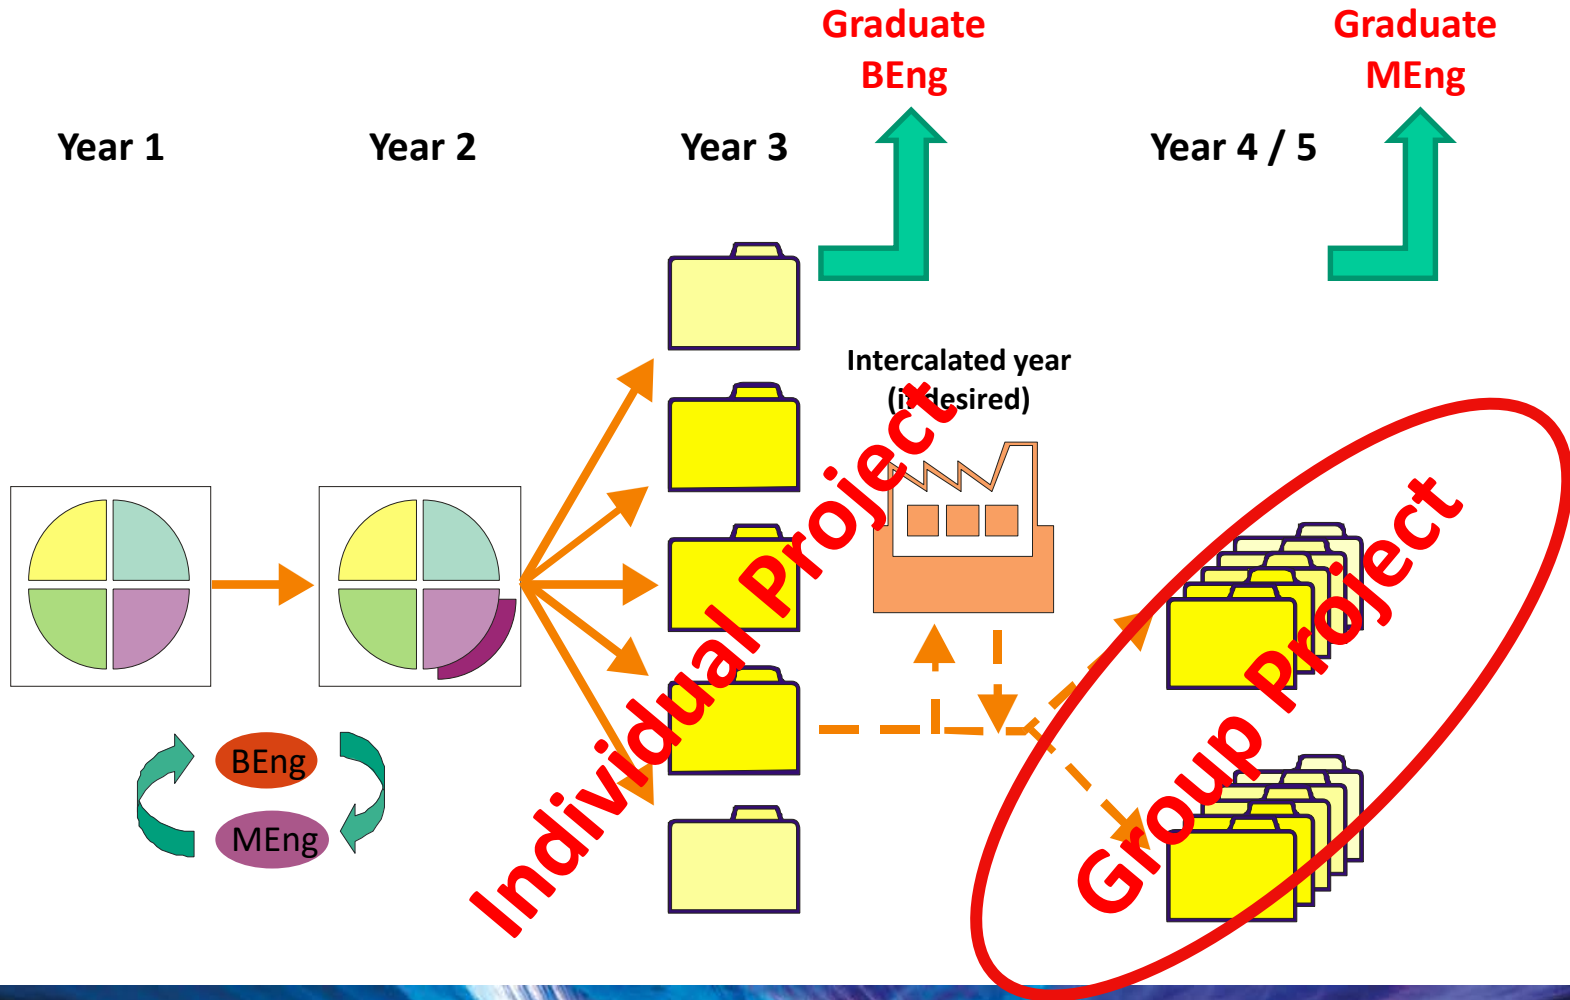 Graduate
BEng
Graduate
MEng
Year 1
Year 2
Year 3
Year 4 / 5
Intercalated year
(if desired)
Individual Project
Group Project
BEng
MEng